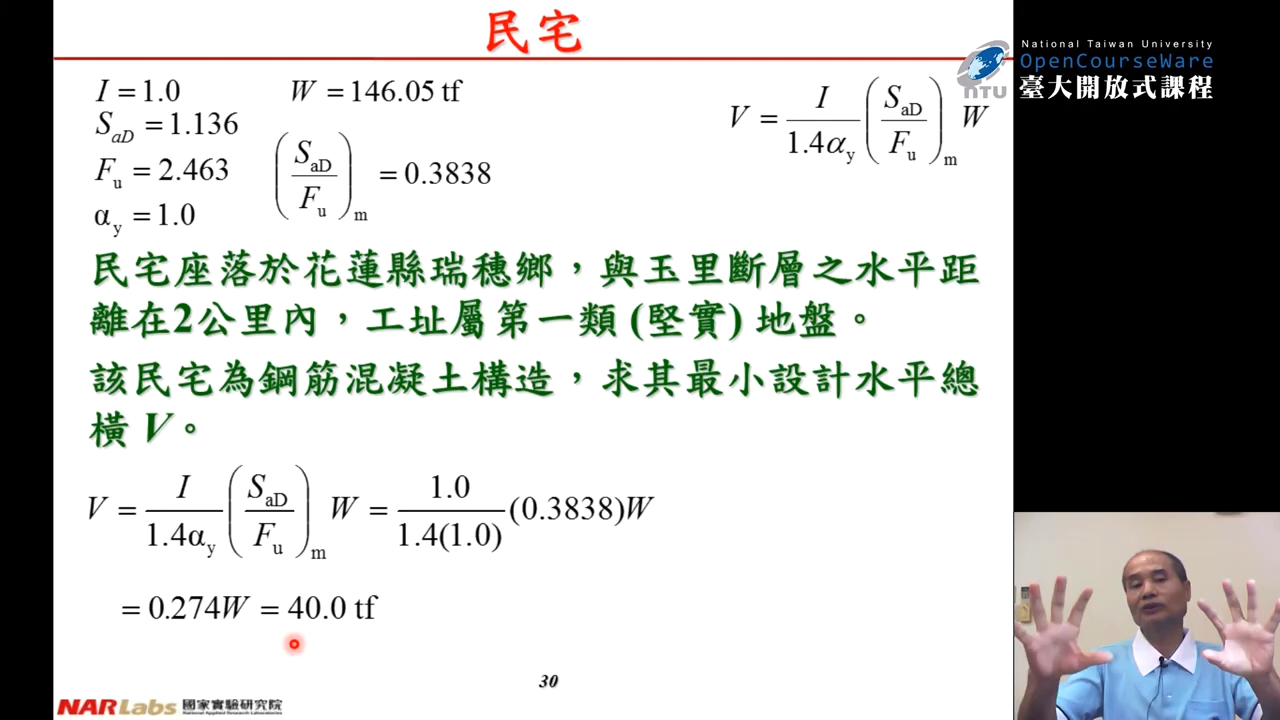 民宅
National Taiwan University
OpenCourseWare
NTU 臺大開放式課程
I = 1.0
W = 146.05 tf
S_aD = 1.136
F_u = 2.463
(S_aD / F_u)_m = 0.3838
α_y = 1.0
V = I / 1.4α_y (S_aD / F_u)_m W
民宅座落於花蓮縣瑞穗鄉，與玉里斷層之水平距
離在2公里內，工址屬第一類 (堅實) 地盤。
該民宅為鋼筋混凝土構造，求其最小設計水平總
橫 V。
V = I / 1.4α_y (S_aD / F_u)_m W = 1.0 / 1.4(1.0) (0.3838)W
= 0.274W = 40.0 tf
30
NARLabs 國家實驗研究院
National Applied Research Laboratories